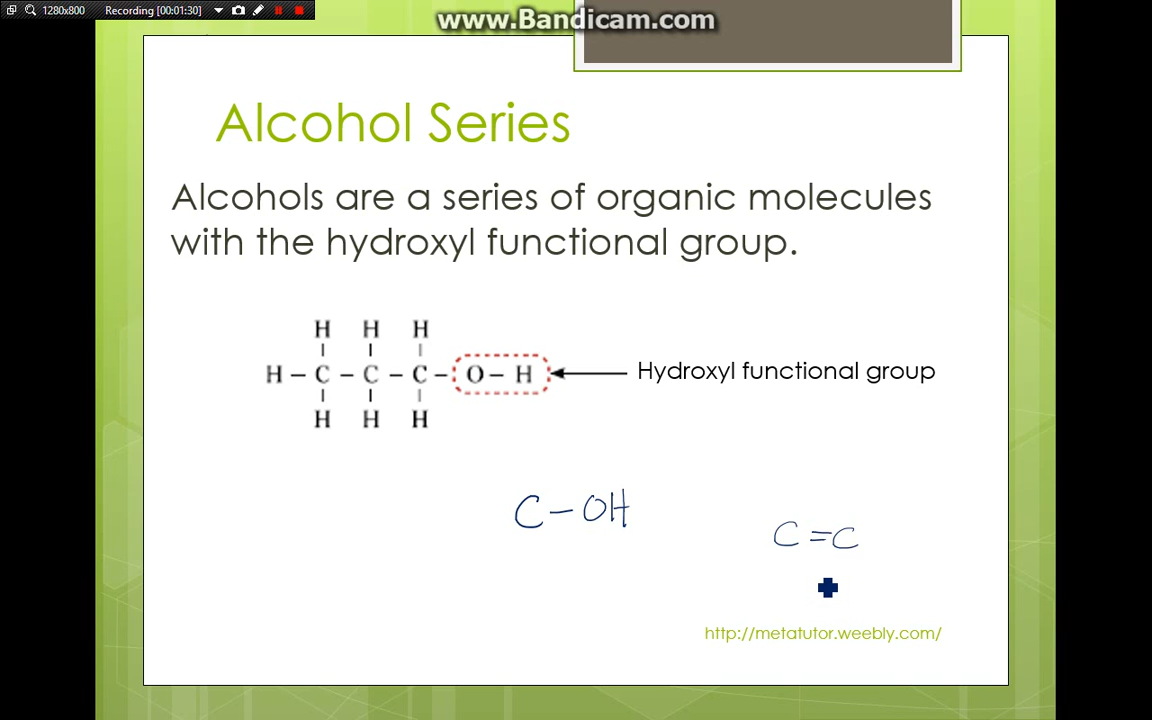 1280x800 Recording [00:01:30]
www.Bandicam.com
Alcohol Series
Alcohols are a series of organic molecules
with the hydroxyl functional group.
H H H
H – C – C – C – O – H
Hydroxyl functional group
H H H
C – OH
C = C
http://metatutor.weebly.com/